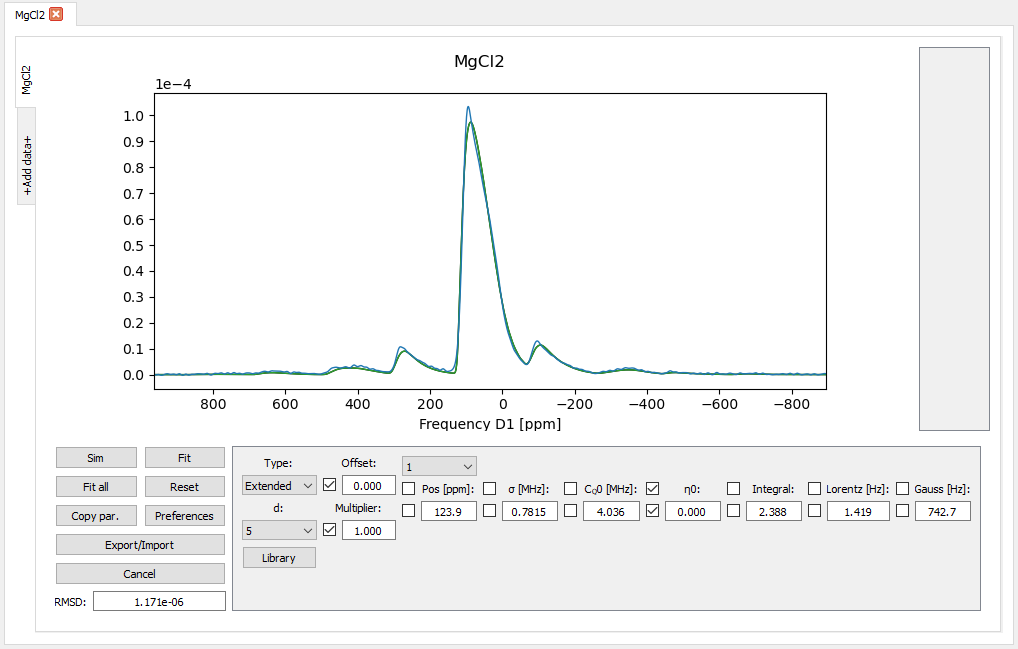 MgCl2
MgCl2
+Add data+
MgCl2
1e−4
1.0
0.9
0.8
0.7
0.6
0.5
0.4
0.3
0.2
0.1
0.0
800 600 400 200 0 −200 −400 −600 −800
Frequency D1 [ppm]
Sim Fit
Fit all Reset
Copy par. Preferences
Export/Import
Cancel
RMSD: 1.171e-06
Type: Offset:
Extended 0.000
d: Multiplier:
5 1.000
Library
1
Pos [ppm]: σ [MHz]: CQ0 [MHz]: η0: Integral: Lorentz [Hz]: Gauss [Hz]:
123.9 0.7815 4.036 0.000 2.388 1.419 742.7